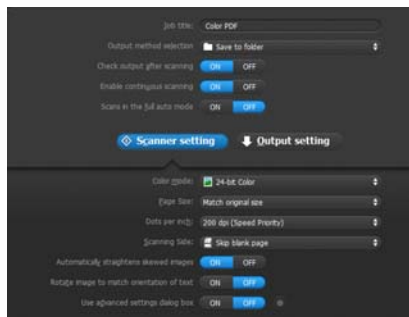 Job title: Color PDF
Output method selection Save to folder
Check output after scanning ON OFF
Enable continuous scanning ON OFF
Scans in the full auto mode ON OFF
Scanner setting Output setting
Color mode: 24-bit Color
Page Size: Match original size
Dots per inch: 200 dpi (Speed Priority)
Scanning Side: Skip blank page
Automatically straightens skewed images ON OFF
Rotate image to match orientation of text ON OFF
Use advanced settings dialog box ON OFF